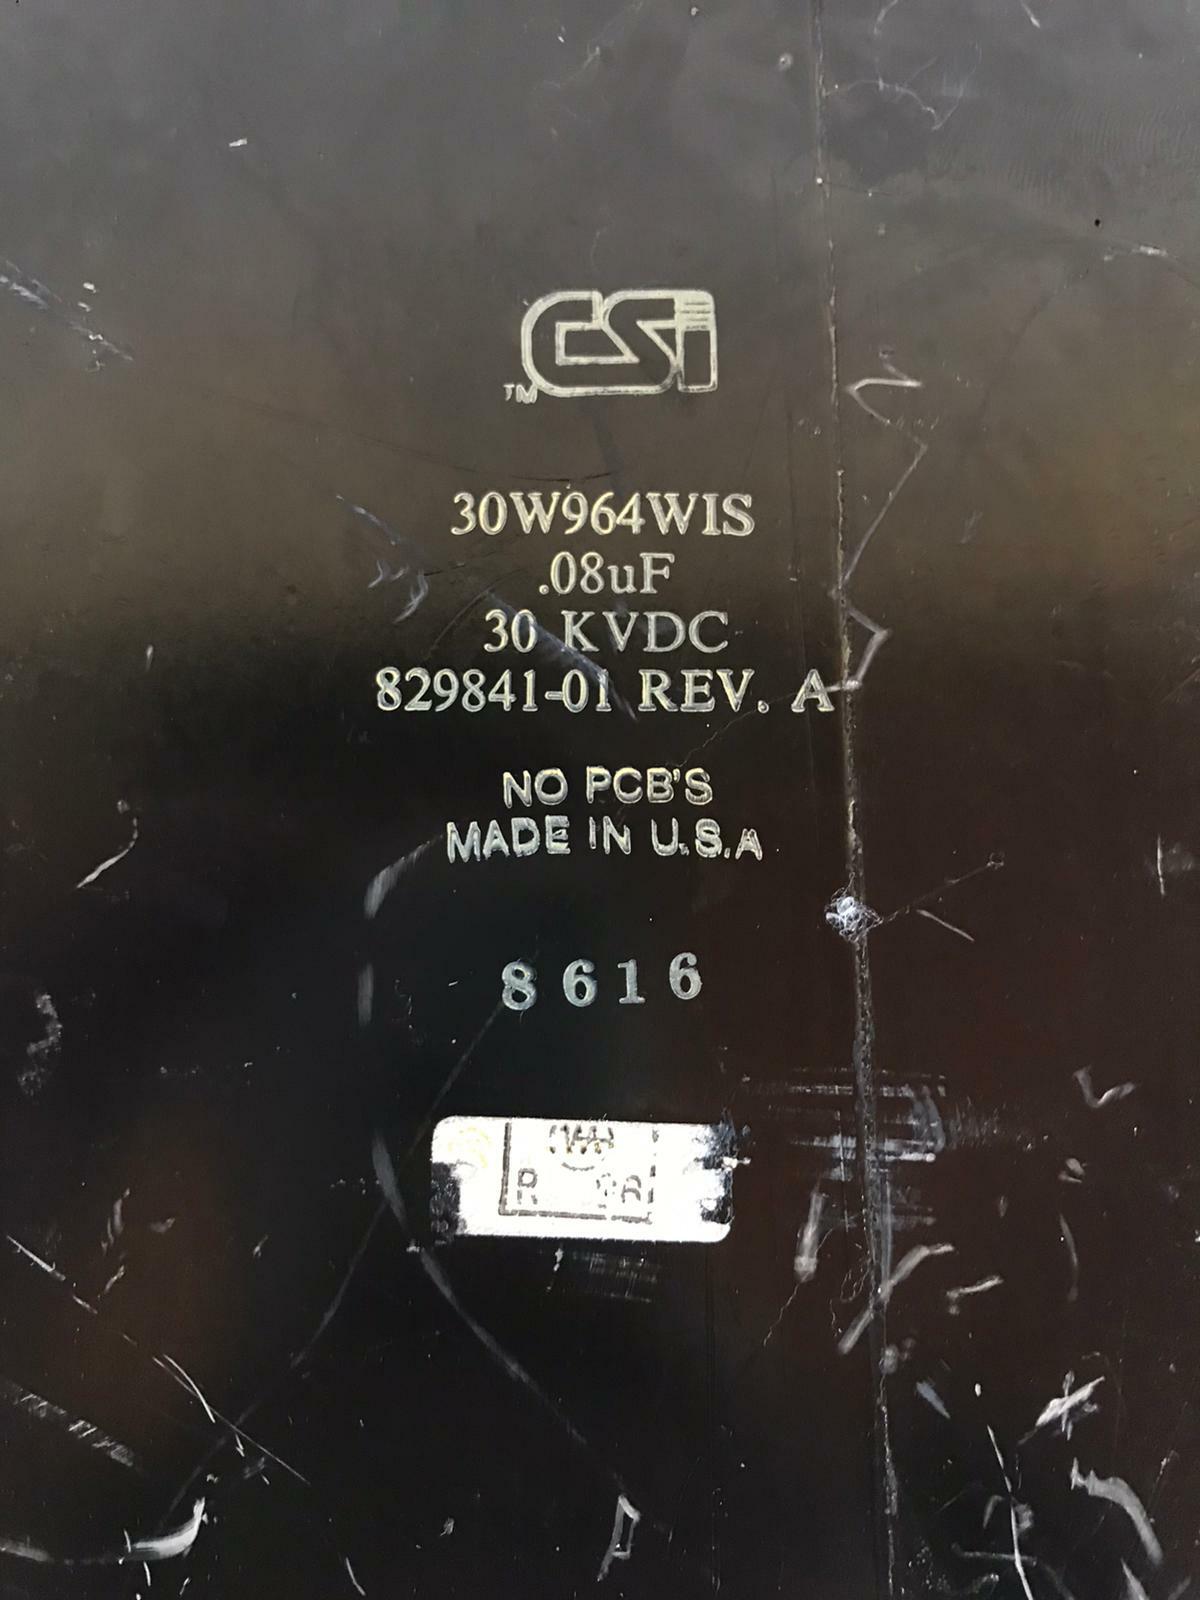 CSi
TM
30W964WIS
.08uF
30 KVDC
829841-01 REV. A
NO PCB'S
MADE IN U.S.A
8616
R